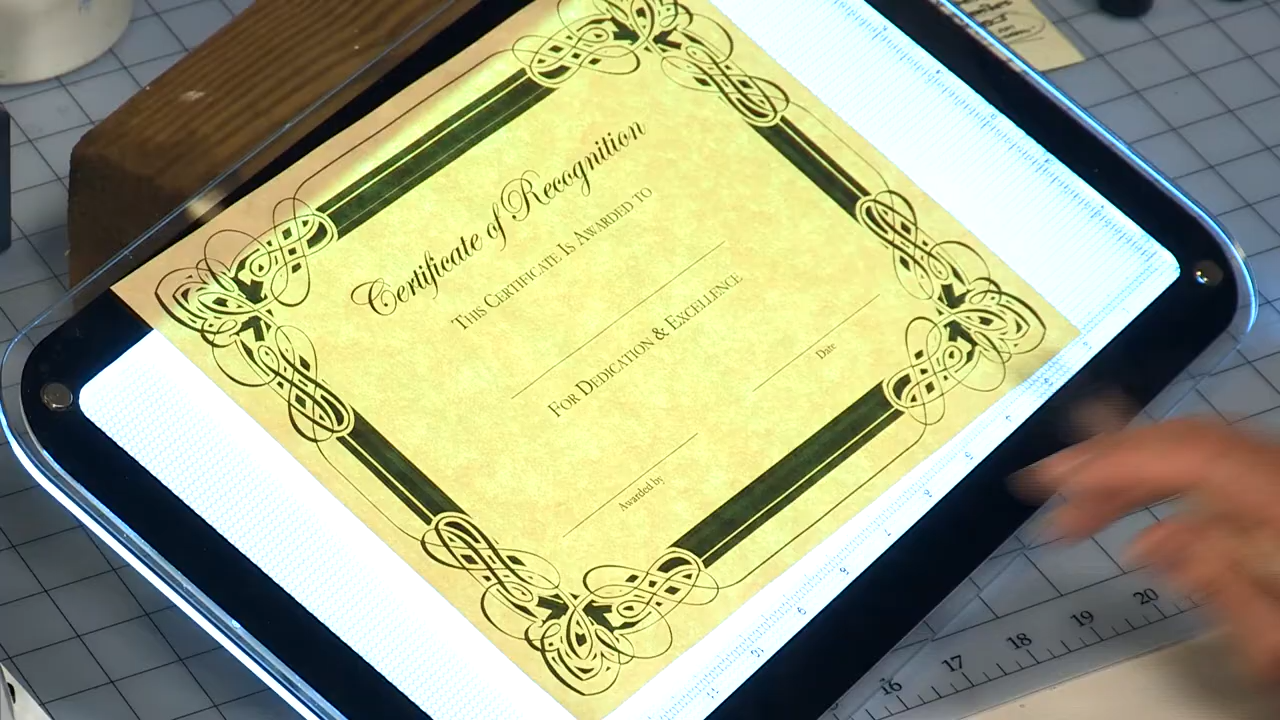 Certificate of Recognition
This Certificate Is Awarded to
For Dedication & Excellence
Date
Awarded by
16 17 18 19 20